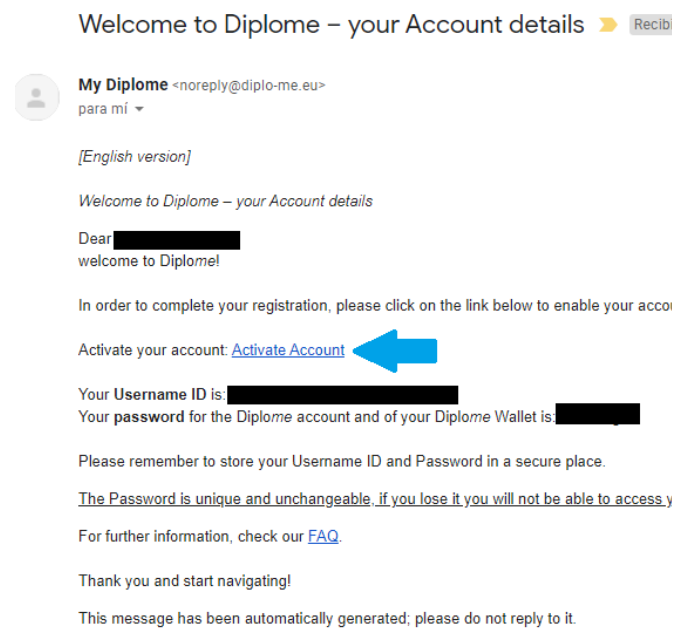 Welcome to Diplome – your Account details
Recibi
My Diplome <noreply@diplo-me.eu>
para mí
[English version]
Welcome to Diplome – your Account details
Dear
welcome to Diplome!
In order to complete your registration, please click on the link below to enable your accou
Activate your account: Activate Account
Your Username ID is:
Your password for the Diplome account and of your Diplome Wallet is:
Please remember to store your Username ID and Password in a secure place.
The Password is unique and unchangeable, if you lose it you will not be able to access y
For further information, check our FAQ.
Thank you and start navigating!
This message has been automatically generated; please do not reply to it.